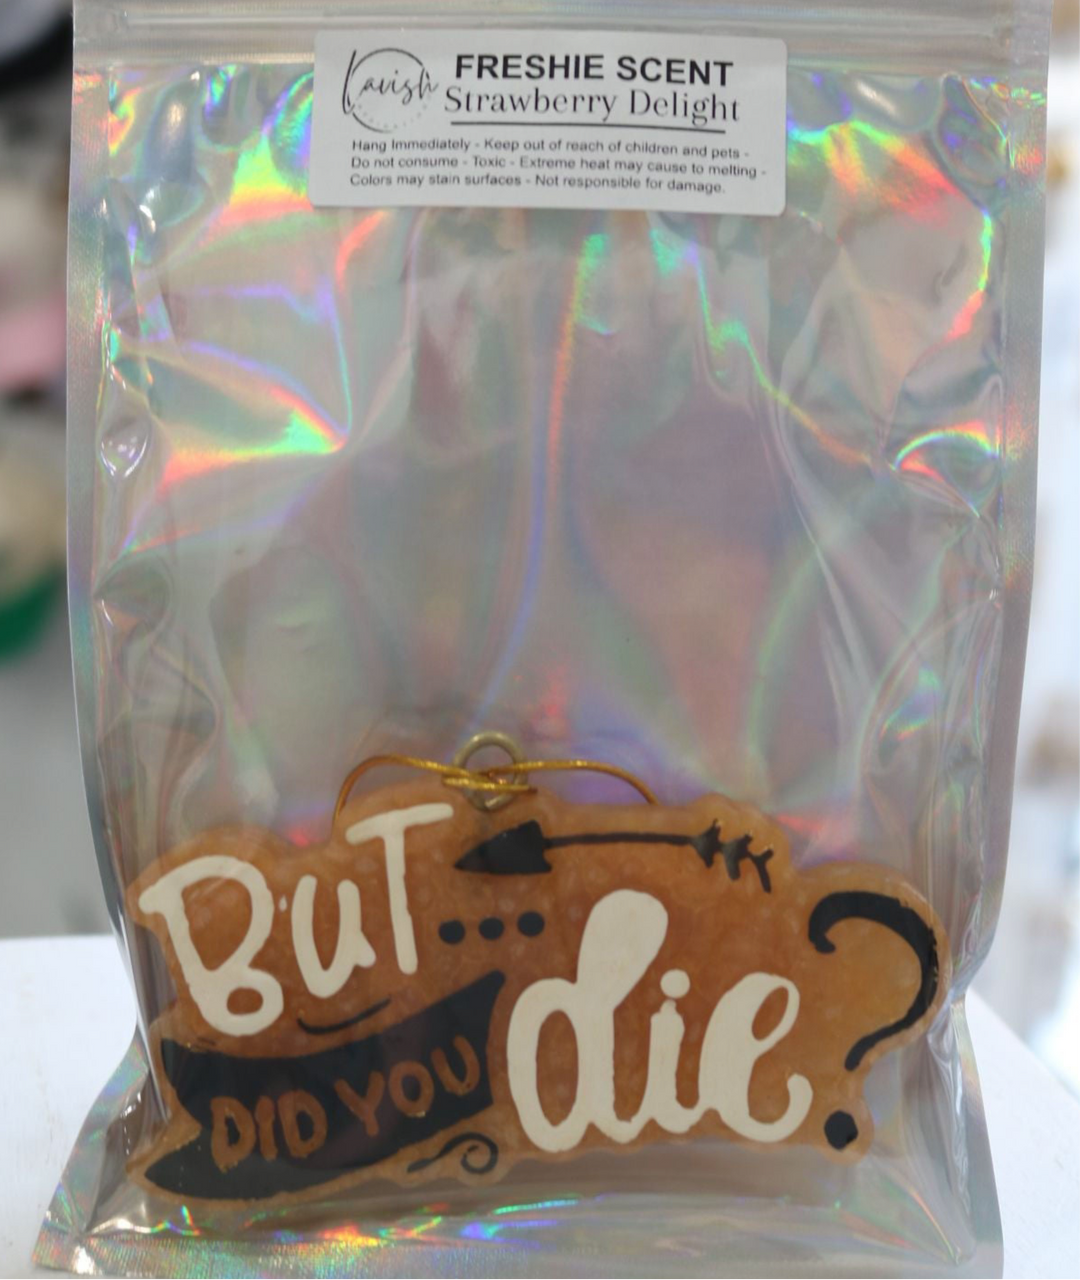 Lavish
FRESHIE SCENT
Strawberry Delight
Hang Immediately - Keep out of reach of children and pets -
Do not consume - Toxic - Extreme heat may cause to melting -
Colors may stain surfaces - Not responsible for damage.
BuT...
DID YOU
die?